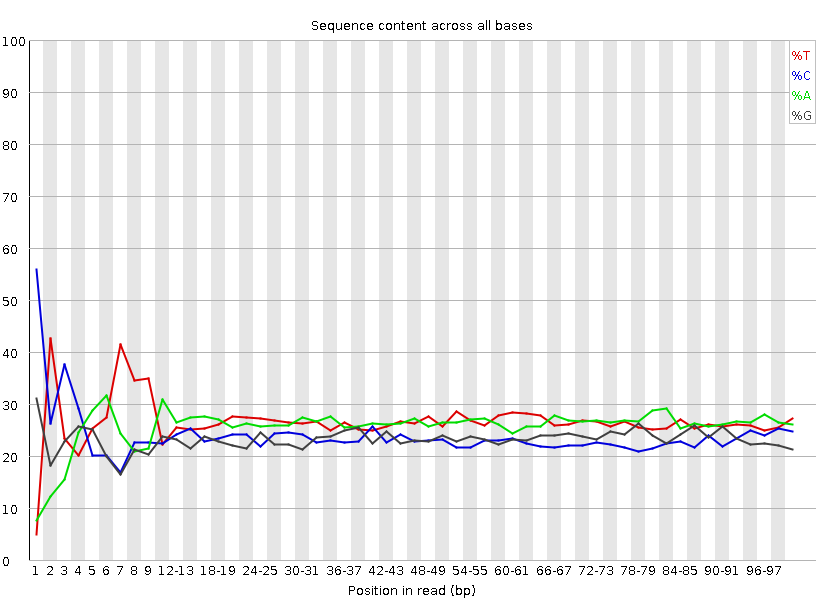 Sequence content across all bases
100
90
80
70
60
50
40
30
20
10
0
%T
%C
%A
%G
1 2 3 4 5 6 7 8 9 12-13 18-19 24-25 30-31 36-37 42-43 48-49 54-55 60-61 66-67 72-73 78-79 84-85 90-91 96-97
Position in read (bp)